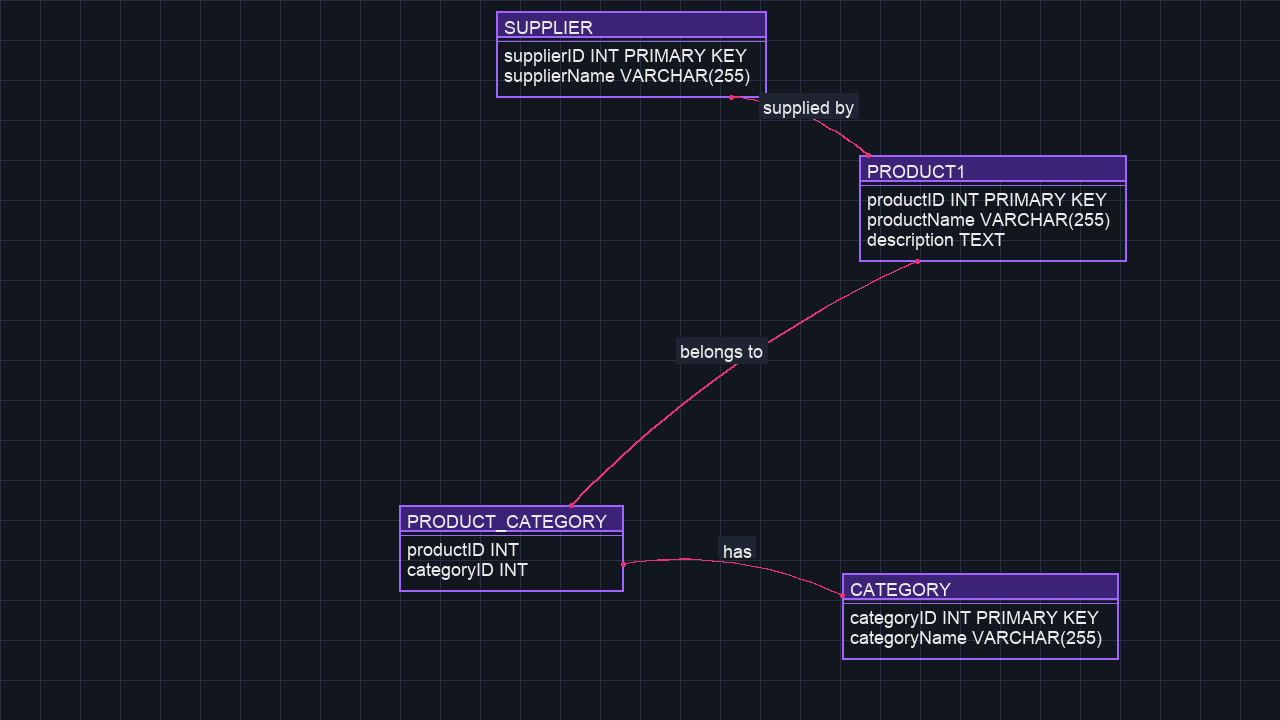 SUPPLIER
supplierID INT PRIMARY KEY
supplierName VARCHAR(255)
supplied by
PRODUCT1
productID INT PRIMARY KEY
productName VARCHAR(255)
description TEXT
belongs to
PRODUCT_CATEGORY
productID INT
categoryID INT
has
CATEGORY
categoryID INT PRIMARY KEY
categoryName VARCHAR(255)